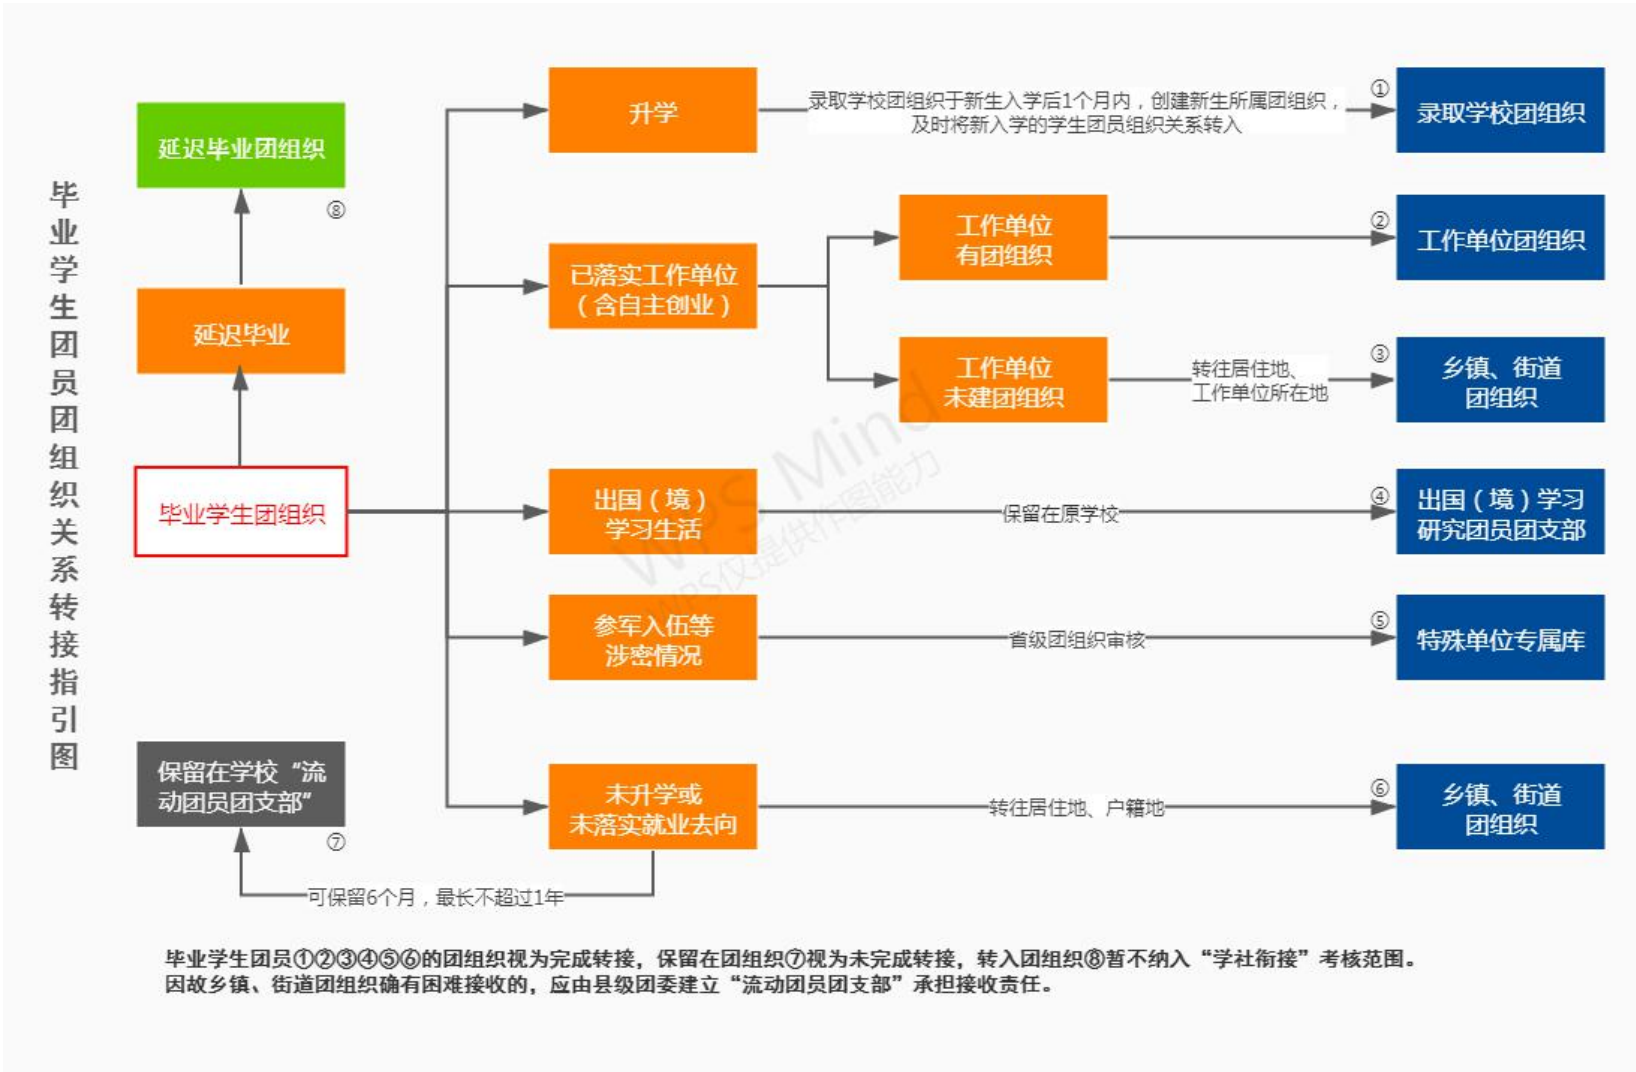 毕业学生团员团组织关系转接指引图
延迟毕业团组织
⑧
延迟毕业
毕业学生团组织
保留在学校“流
动团员团支部”
⑦
升学
录取学校团组织于新生入学后1个月内，创建新生所属团组织，
及时将新入学的学生团员组织关系转入
①
录取学校团组织
已落实工作单位
（含自主创业）
工作单位
有团组织
②
工作单位团组织
工作单位
未建团组织
转往居住地、
工作单位所在地
③
乡镇、街道
团组织
出国（境）
学习生活
保留在原学校
④
出国（境）学习
研究团员团支部
参军入伍等
涉密情况
省级团组织审核
⑤
特殊单位专属库
未升学或
未落实就业去向
转往居住地、户籍地
⑥
乡镇、街道
团组织
可保留6个月，最长不超过1年
WPS Mind
WPS仅提供作图能力
毕业学生团员①②③④⑤⑥的团组织视为完成转接，保留在团组织⑦视为未完成转接，转入团组织⑧暂不纳入“学社衔接”考核范围。
因故乡镇、街道团组织确有困难接收的，应由县级团委建立“流动团员团支部”承担接收责任。